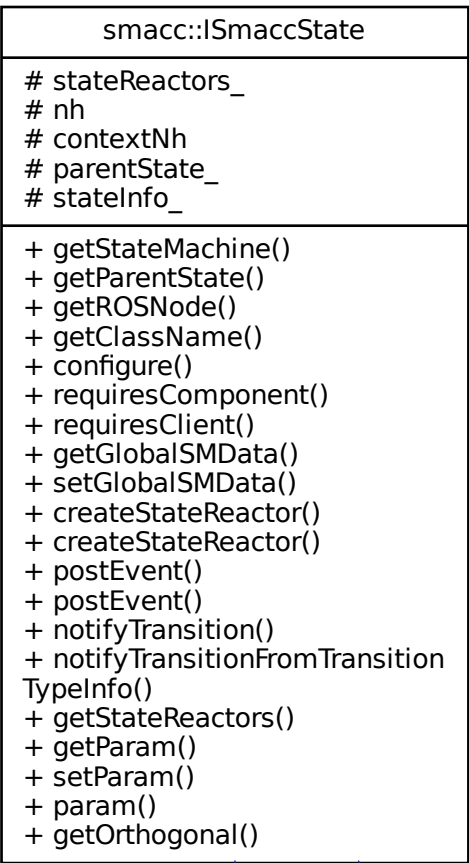 smacc::ISmaccState
# stateReactors_
# nh
# contextNh
# parentState_
# stateInfo_
+ getStateMachine()
+ getParentState()
+ getROSNode()
+ getClassName()
+ configure()
+ requiresComponent()
+ requiresClient()
+ getGlobalSMData()
+ setGlobalSMData()
+ createStateReactor()
+ createStateReactor()
+ postEvent()
+ postEvent()
+ notifyTransition()
+ notifyTransitionFromTransition
TypeInfo()
+ getStateReactors()
+ getParam()
+ setParam()
+ param()
+ getOrthogonal()